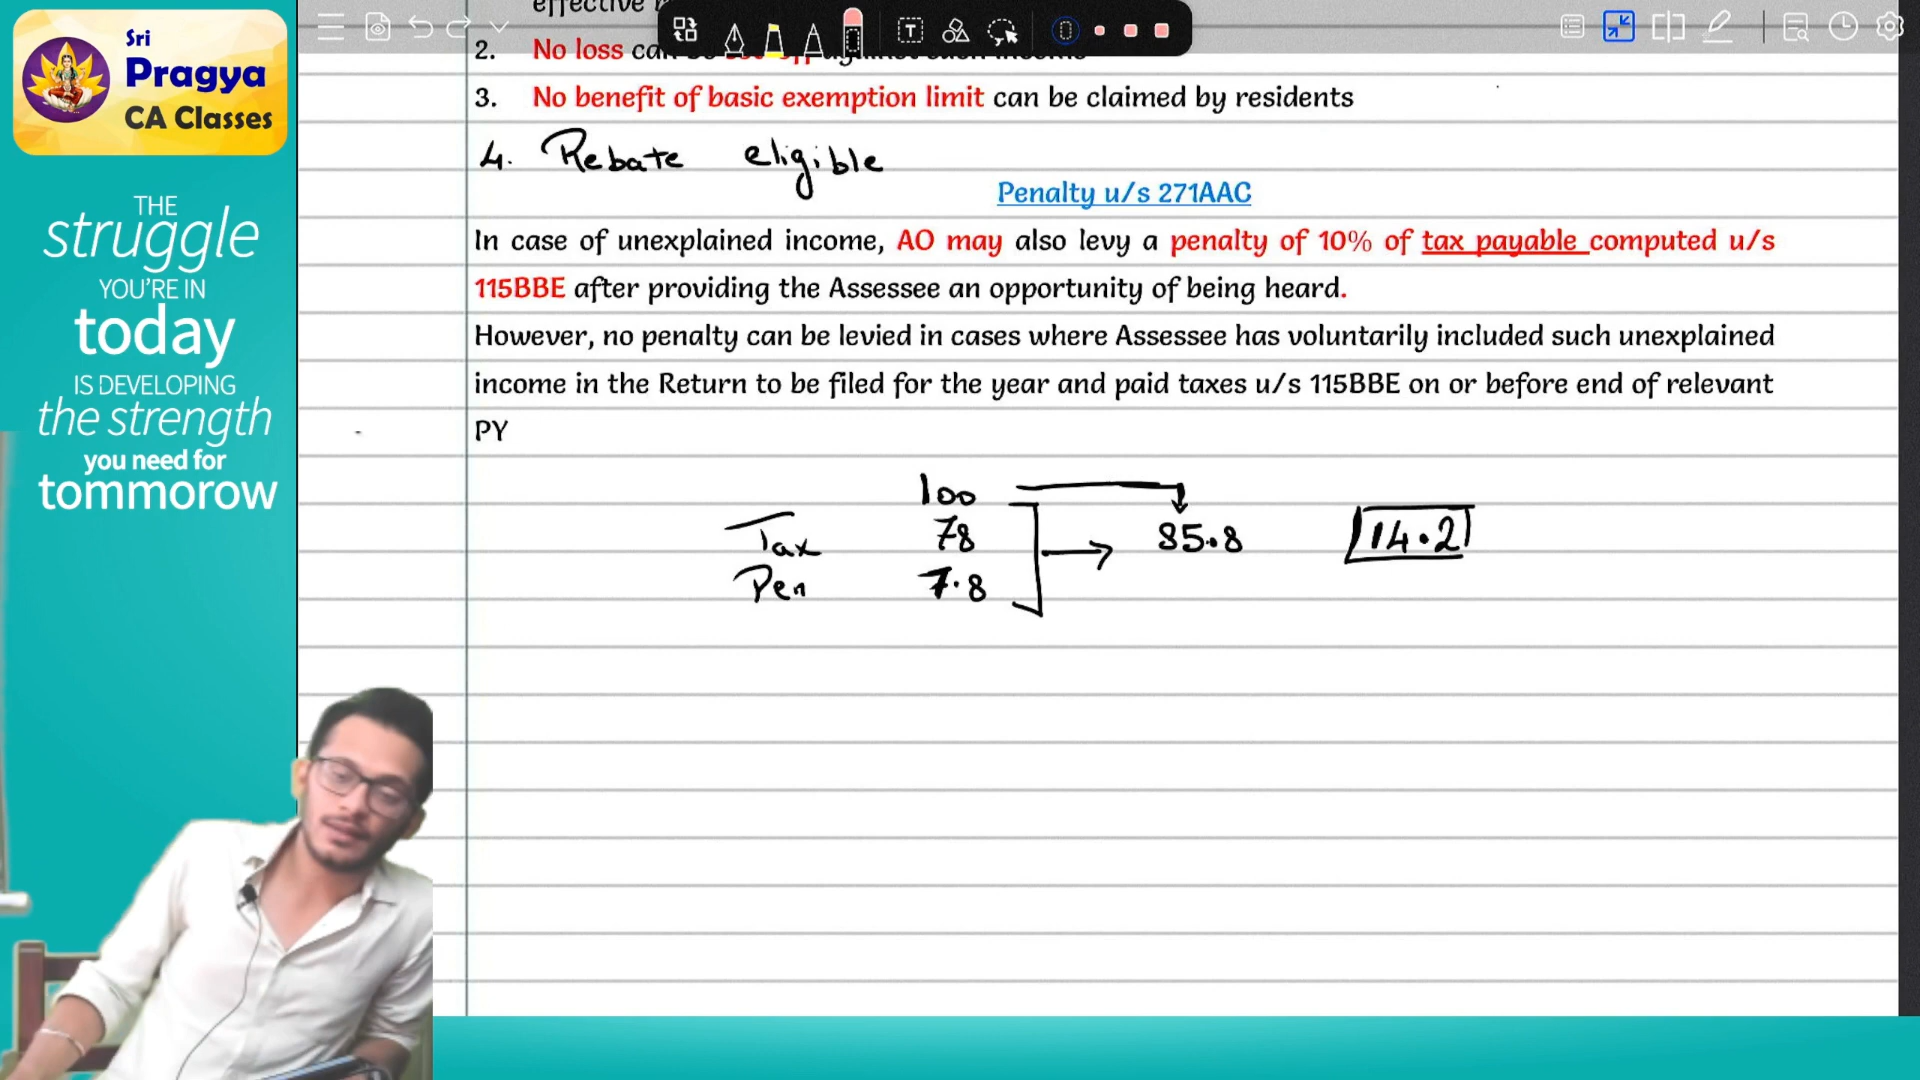 Sri
Pragya
CA Classes
THE
struggle
YOU'RE IN
today
IS DEVELOPING
the strength
you need for
tommorow
effective
2. No loss can
3. No benefit of basic exemption limit can be claimed by residents
4. Rebate eligible
Penalty u/s 271AAC
In case of unexplained income, AO may also levy a penalty of 10% of tax payable computed u/s
115BBE after providing the Assessee an opportunity of being heard.
However, no penalty can be levied in cases where Assessee has voluntarily included such unexplained
income in the Return to be filed for the year and paid taxes u/s 115BBE on or before end of relevant
PY
100
Tax 78 85.8 14.2
Pen 7.8